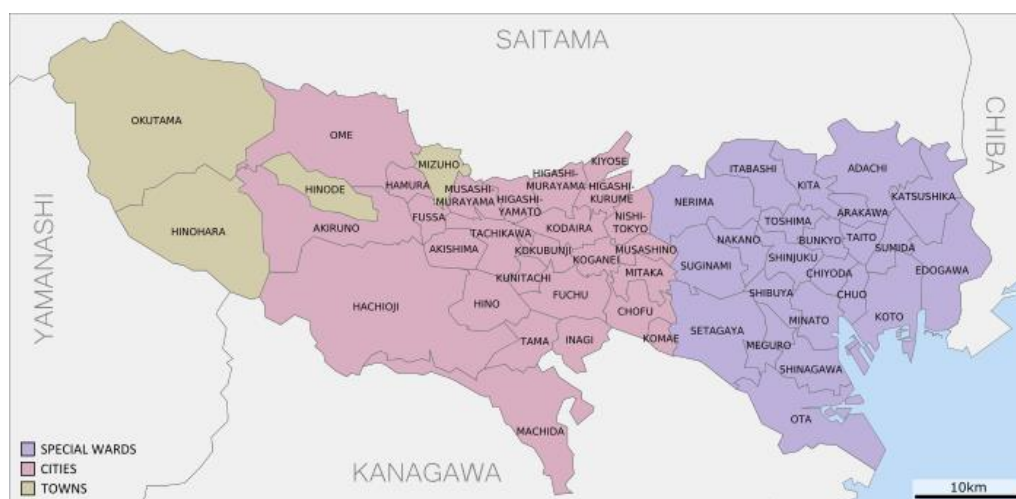 SAITAMA
CHIBA
YAMANASHI
KANAGAWA
OKUTAMA
OME
MIZUHO
HINODE
HINOHARA
HAMURA
MUSASHI-
MURAYAMA
HIGASHI-
MURAYAMA
KIYOSE
HIGASHI-
KURUME
FUSSA
HIGASHI-
YAMATO
NISHI-
TOKYO
AKIRUNO
TACHIKAWA
KODAIRA
AKISHIMA
KOKUBUNJI
KOGANEI
MUSASHINO
KUNITACHI
MITAKA
HACHIOJI
HINO
FUCHU
CHOFU
TAMA
INAGI
KOMAE
MACHIDA
ITABASHI
KITA
ADACHI
NERIMA
KATSUSHIKA
TOSHIMA
ARAKAWA
NAKANO
BUNKYO
TAITO
SUMIDA
SUGINAMI
SHINJUKU
CHIYODA
EDOGAWA
SHIBUYA
CHUO
SETAGAYA
MINATO
KOTO
MEGURO
SHINAGAWA
OTA
SPECIAL WARDS
CITIES
TOWNS
10km